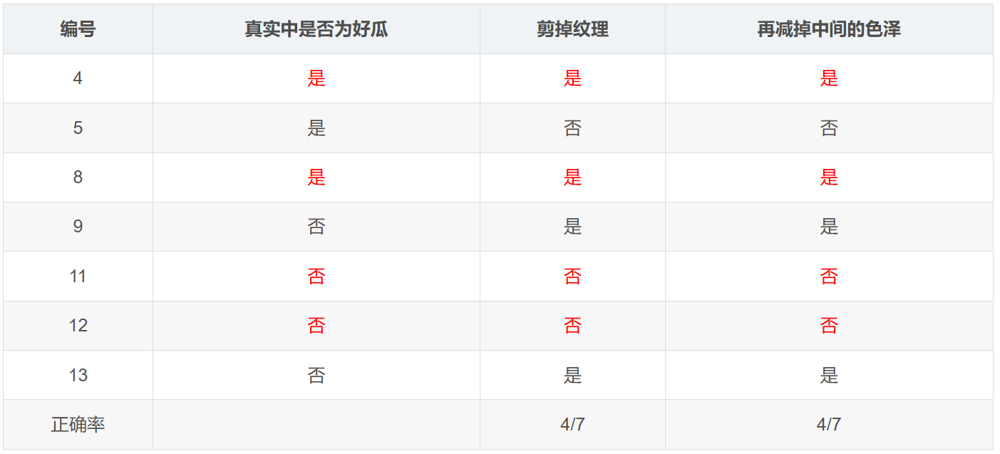 编号 真实中是否为好瓜 剪掉纹理 再减掉中间的色泽
4 是 是 是
5 是 否 否
8 是 是 是
9 否 是 是
11 否 否 否
12 否 否 否
13 否 是 是
正确率 4/7 4/7